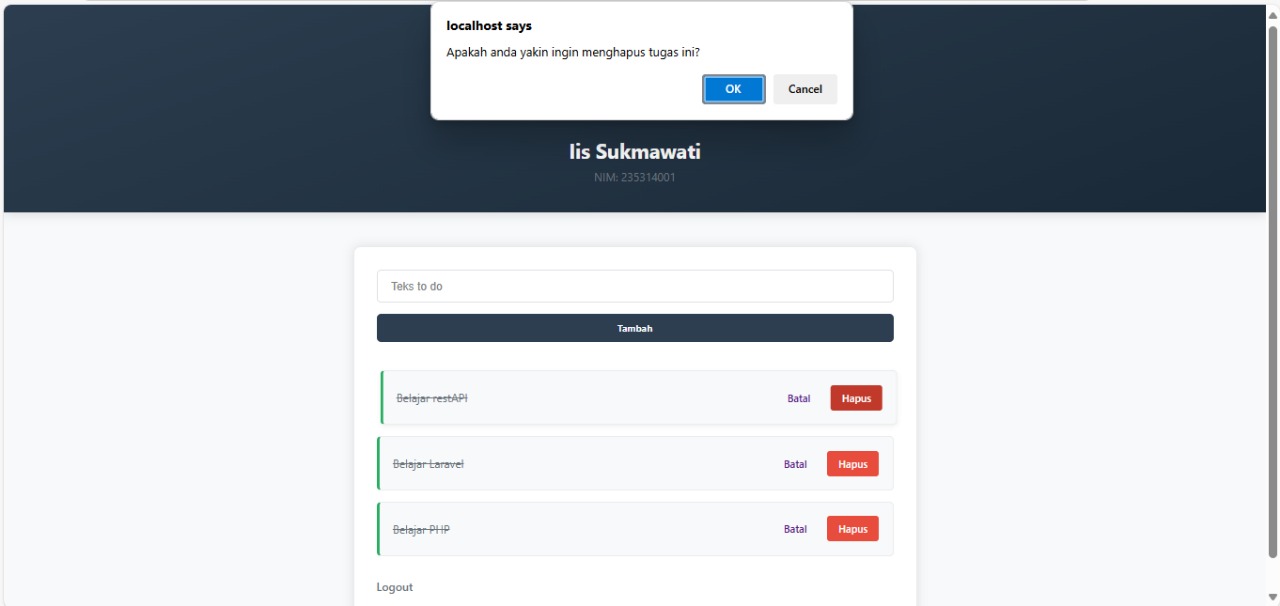 localhost says
Apakah anda yakin ingin menghapus tugas ini?
OK Cancel
Iis Sukmawati
NIM: 235314001
Teks to do
Tambah
Belajar restAPI Batal Hapus
Belajar Laravel Batal Hapus
Belajar PHP Batal Hapus
Logout